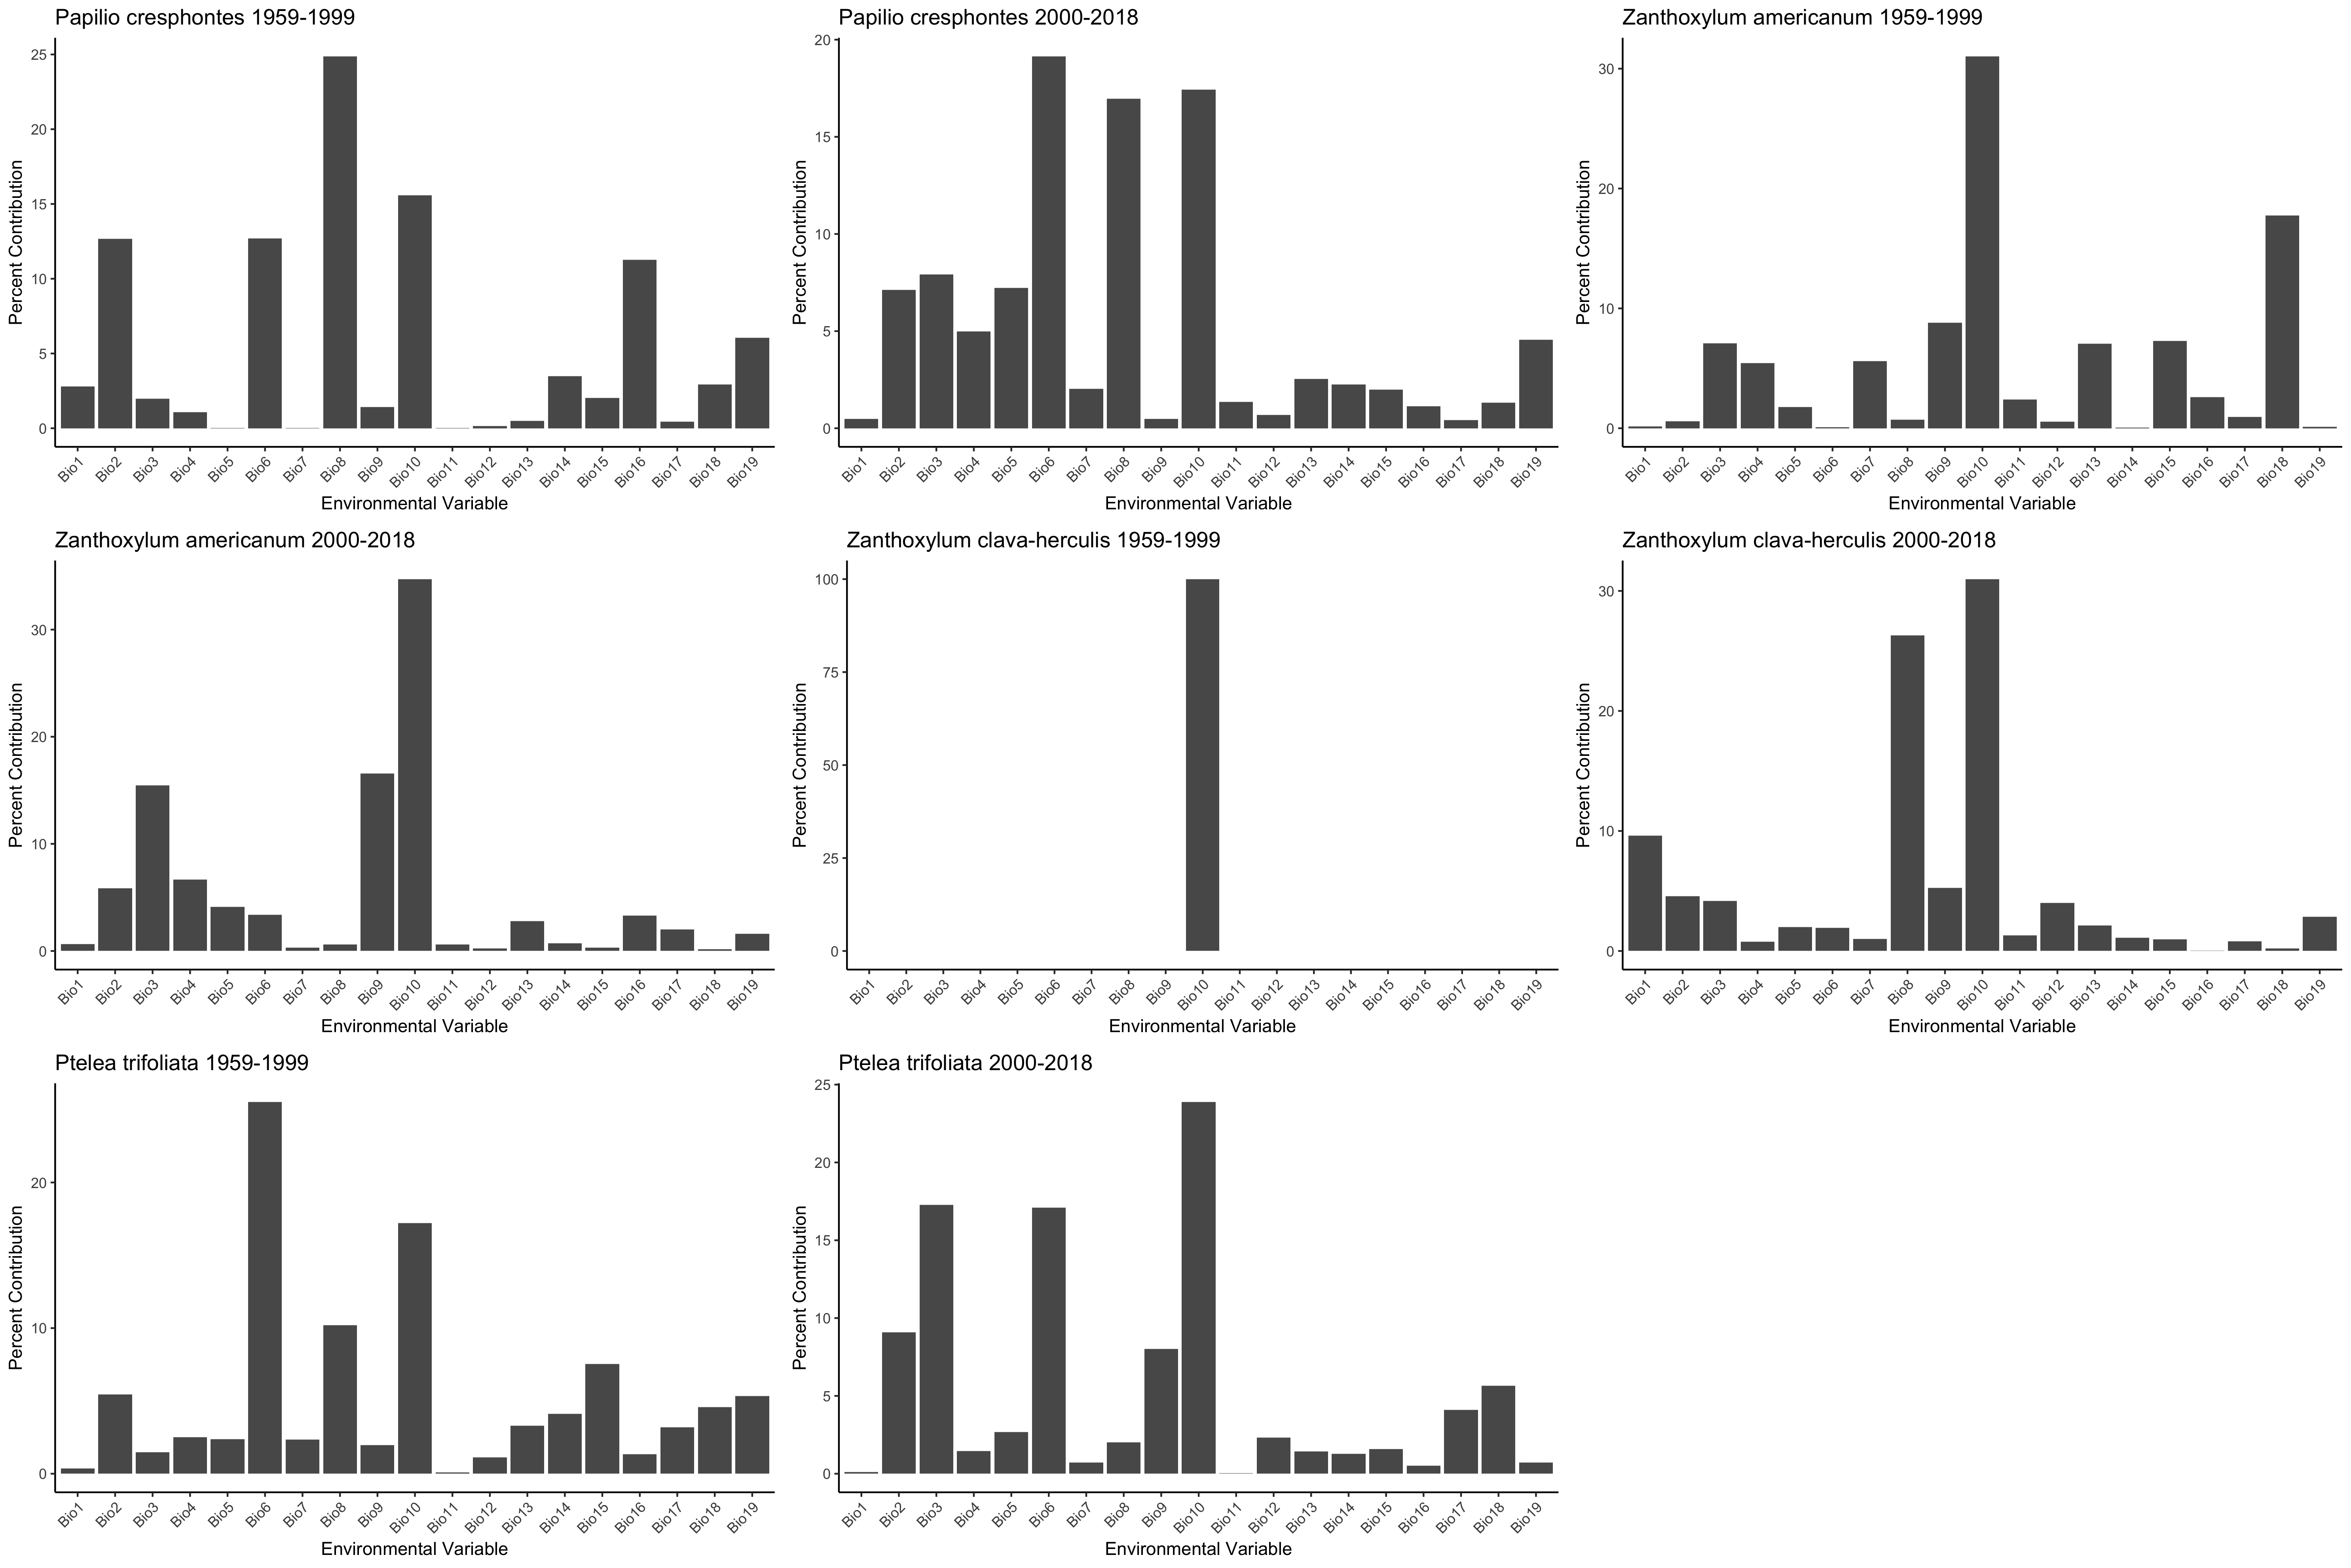 Papilio cresphontes 1959-1999
Percent Contribution
25
20
15
10
5
0
Bio1 Bio2 Bio3 Bio4 Bio5 Bio6 Bio7 Bio8 Bio9 Bio10 Bio11 Bio12 Bio13 Bio14 Bio15 Bio16 Bio17 Bio18 Bio19
Environmental Variable
Papilio cresphontes 2000-2018
Percent Contribution
20
15
10
5
0
Bio1 Bio2 Bio3 Bio4 Bio5 Bio6 Bio7 Bio8 Bio9 Bio10 Bio11 Bio12 Bio13 Bio14 Bio15 Bio16 Bio17 Bio18 Bio19
Environmental Variable
Zanthoxylum americanum 1959-1999
Percent Contribution
30
20
10
0
Bio1 Bio2 Bio3 Bio4 Bio5 Bio6 Bio7 Bio8 Bio9 Bio10 Bio11 Bio12 Bio13 Bio14 Bio15 Bio16 Bio17 Bio18 Bio19
Environmental Variable
Zanthoxylum americanum 2000-2018
Percent Contribution
30
20
10
0
Bio1 Bio2 Bio3 Bio4 Bio5 Bio6 Bio7 Bio8 Bio9 Bio10 Bio11 Bio12 Bio13 Bio14 Bio15 Bio16 Bio17 Bio18 Bio19
Environmental Variable
Zanthoxylum clava-herculis 1959-1999
Percent Contribution
100
75
50
25
0
Bio1 Bio2 Bio3 Bio4 Bio5 Bio6 Bio7 Bio8 Bio9 Bio10 Bio11 Bio12 Bio13 Bio14 Bio15 Bio16 Bio17 Bio18 Bio19
Environmental Variable
Zanthoxylum clava-herculis 2000-2018
Percent Contribution
30
20
10
0
Bio1 Bio2 Bio3 Bio4 Bio5 Bio6 Bio7 Bio8 Bio9 Bio10 Bio11 Bio12 Bio13 Bio14 Bio15 Bio16 Bio17 Bio18 Bio19
Environmental Variable
Ptelea trifoliata 1959-1999
Percent Contribution
20
10
0
Bio1 Bio2 Bio3 Bio4 Bio5 Bio6 Bio7 Bio8 Bio9 Bio10 Bio11 Bio12 Bio13 Bio14 Bio15 Bio16 Bio17 Bio18 Bio19
Environmental Variable
Ptelea trifoliata 2000-2018
Percent Contribution
25
20
15
10
5
0
Bio1 Bio2 Bio3 Bio4 Bio5 Bio6 Bio7 Bio8 Bio9 Bio10 Bio11 Bio12 Bio13 Bio14 Bio15 Bio16 Bio17 Bio18 Bio19
Environmental Variable